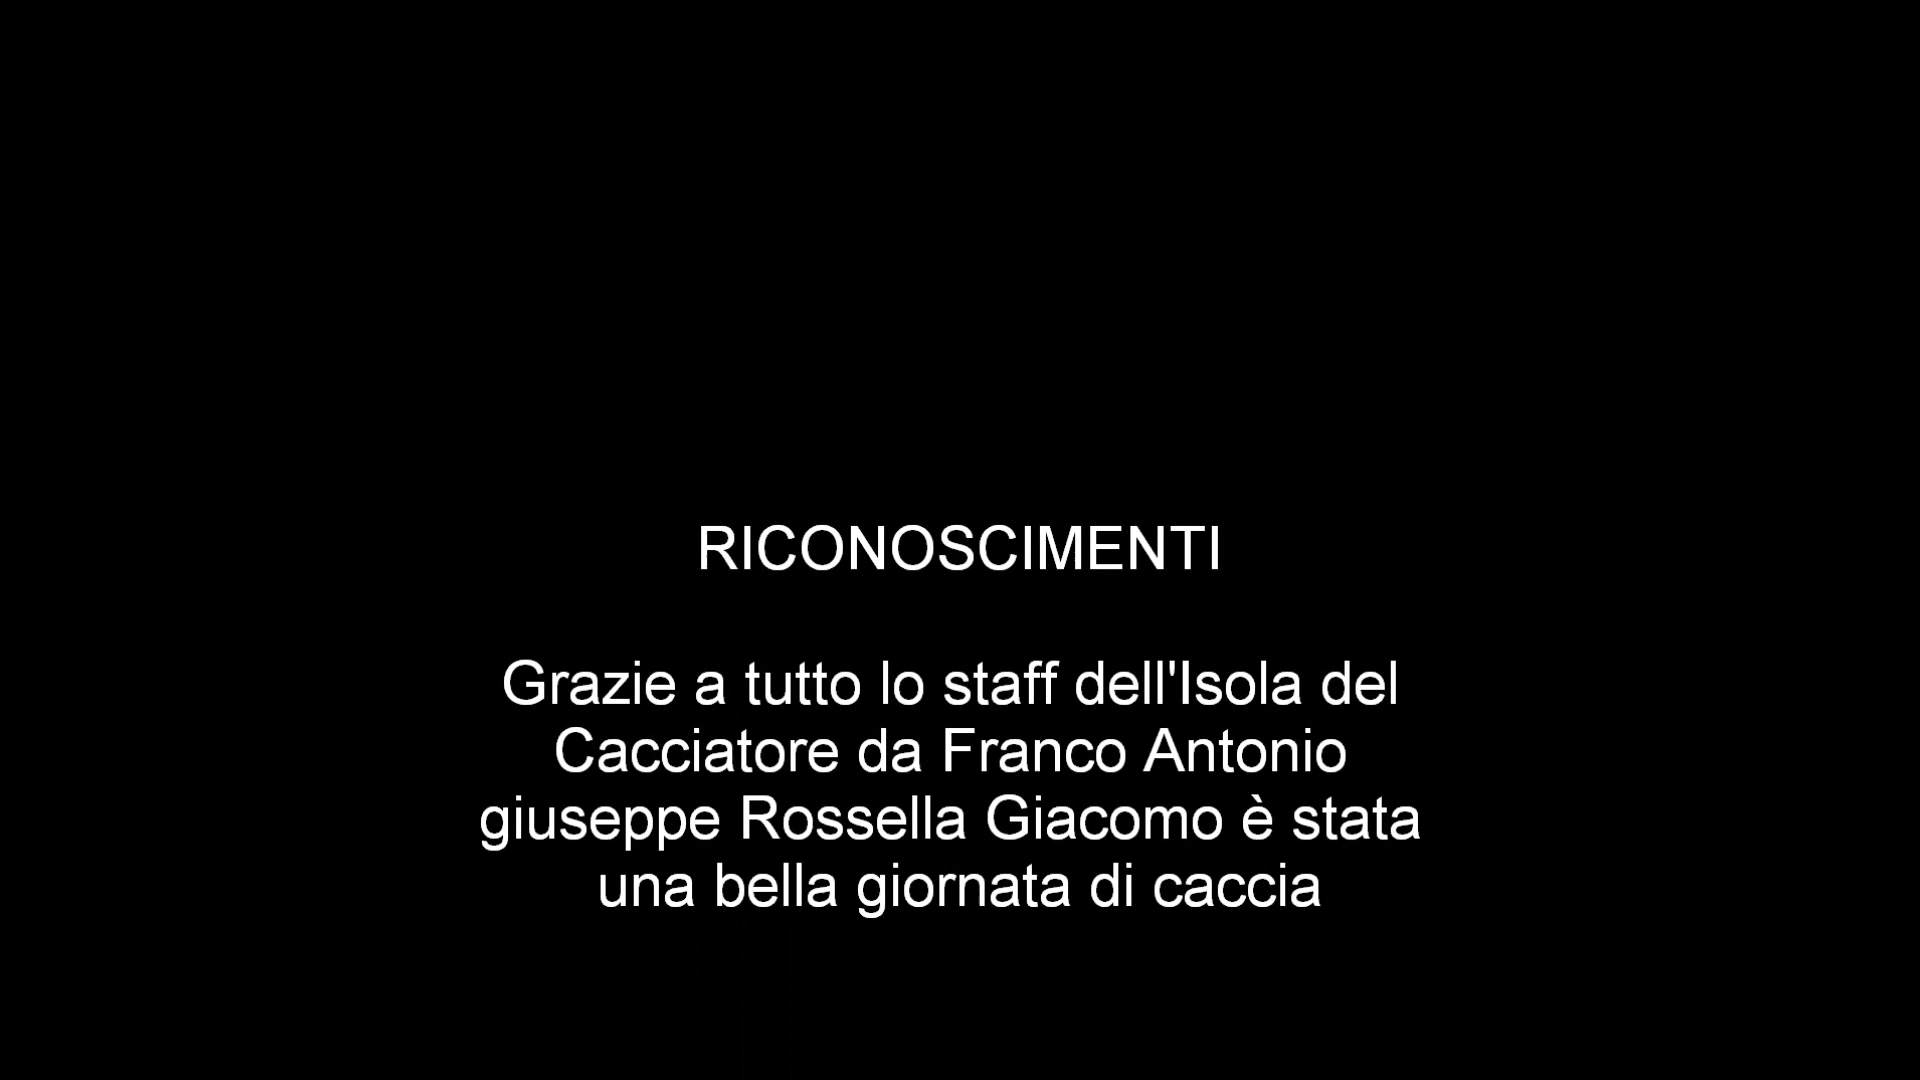 RICONOSCIMENTI
Grazie a tutto lo staff dell'Isola del
Cacciatore da Franco Antonio
giuseppe Rossella Giacomo è stata
una bella giornata di caccia